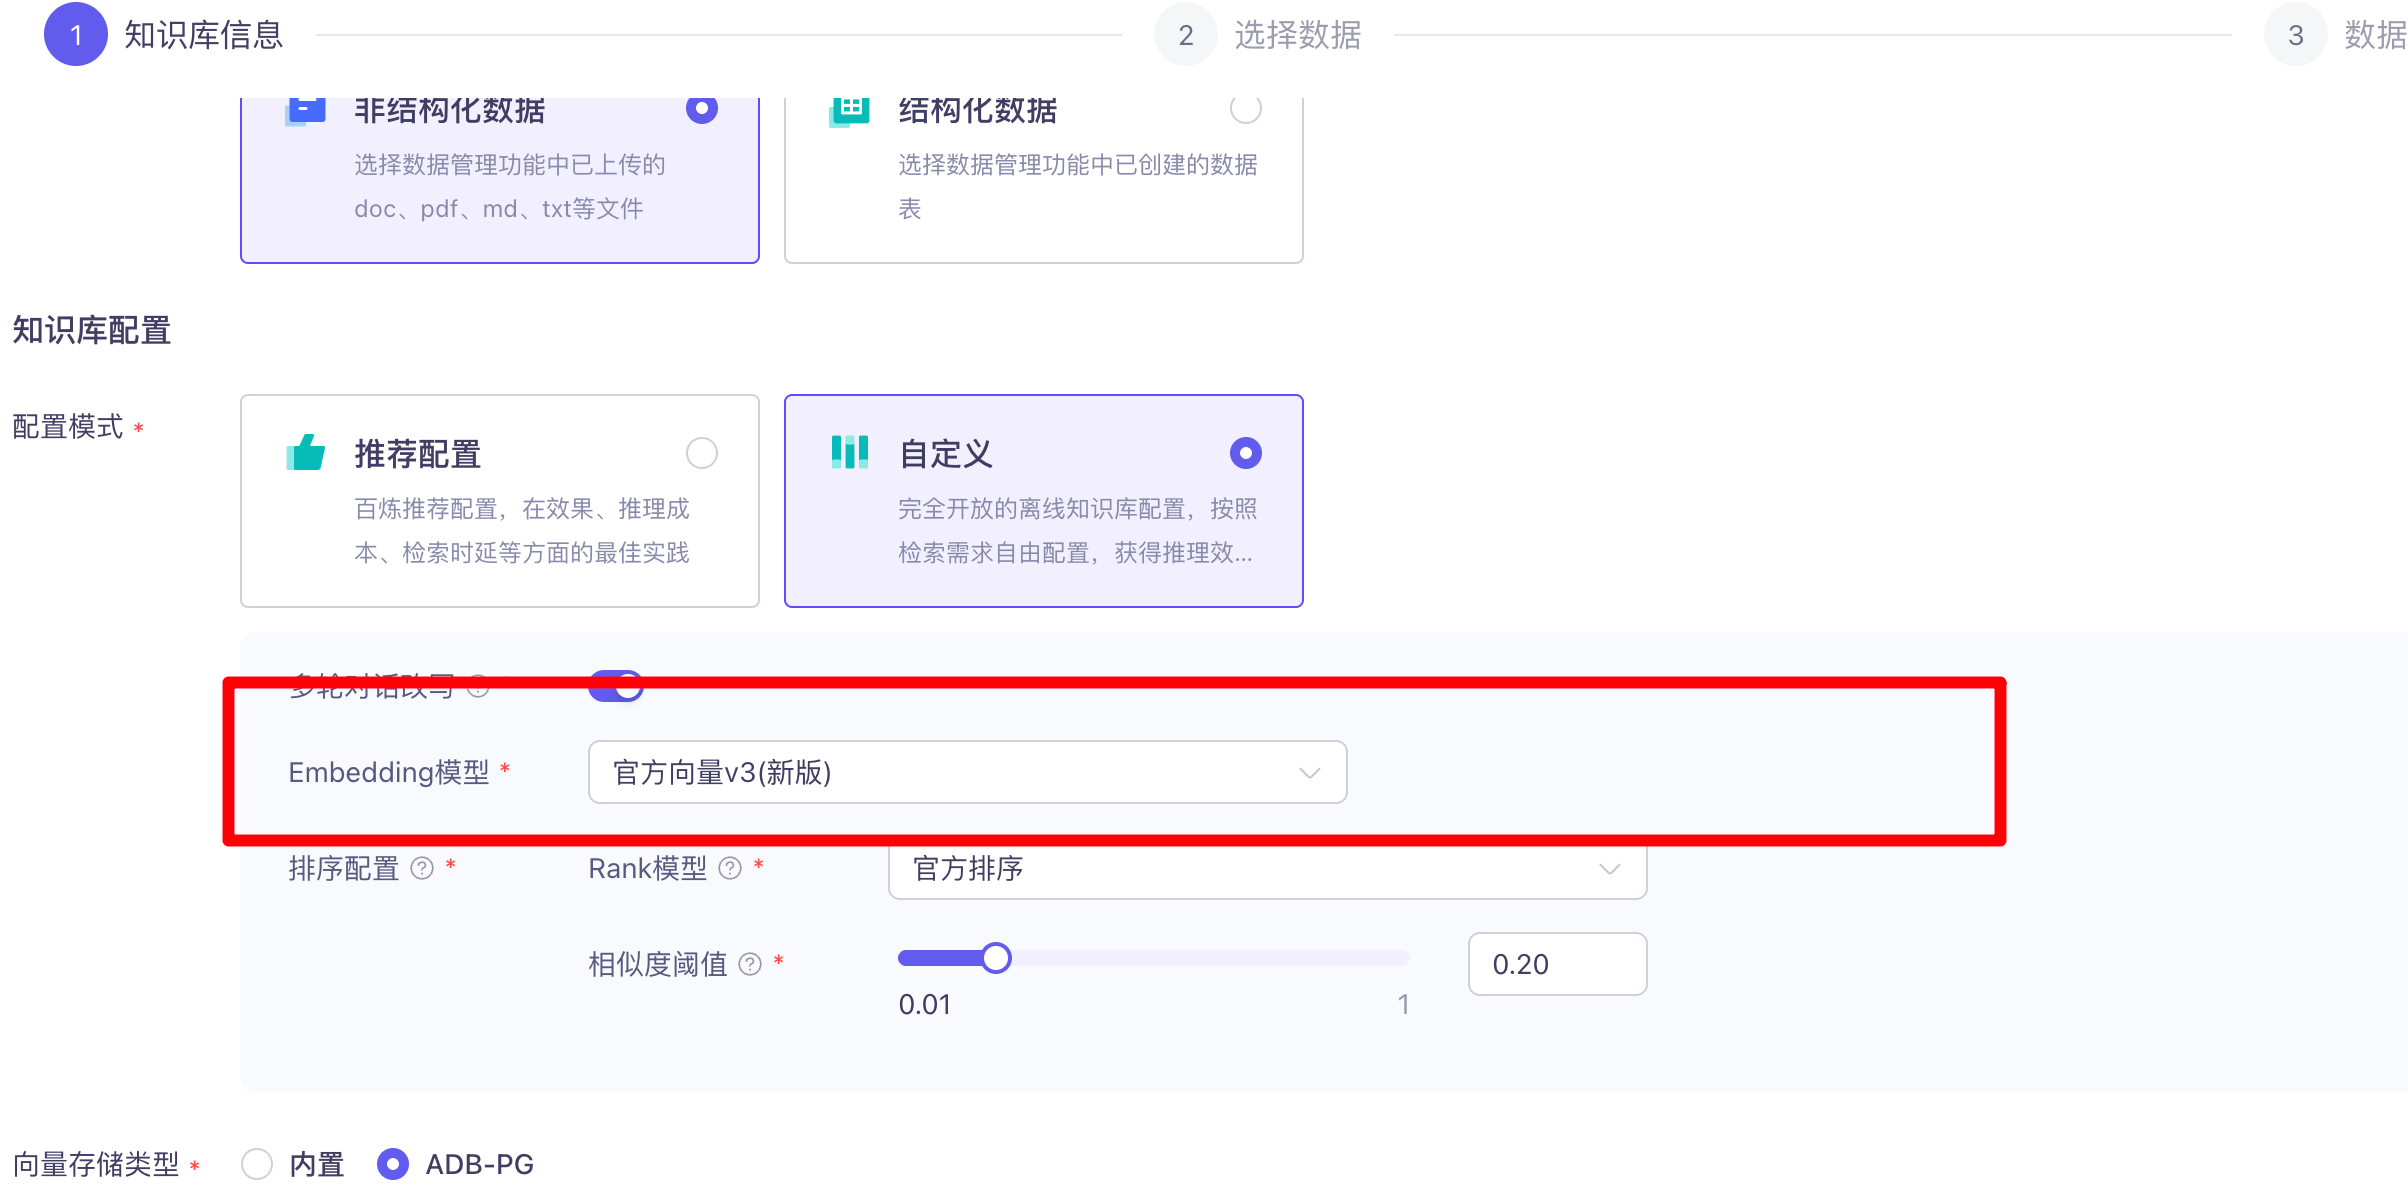 1 知识库信息
2 选择数据
3 数据
非结构化数据
选择数据管理功能中已上传的
doc、pdf、md、txt等文件
结构化数据
选择数据管理功能中已创建的数据
表
知识库配置
配置模式 *
推荐配置
百炼推荐配置，在效果、推理成
本、检索时延等方面的最佳实践
自定义
完全开放的离线知识库配置，按照
检索需求自由配置，获得推理效...
多轮对话改写 ?
Embedding模型 *
官方向量v3(新版)
排序配置 ? *
Rank模型 ? *
官方排序
相似度阈值 ? *
0.01
1
0.20
向量存储类型 *
内置
ADB-PG